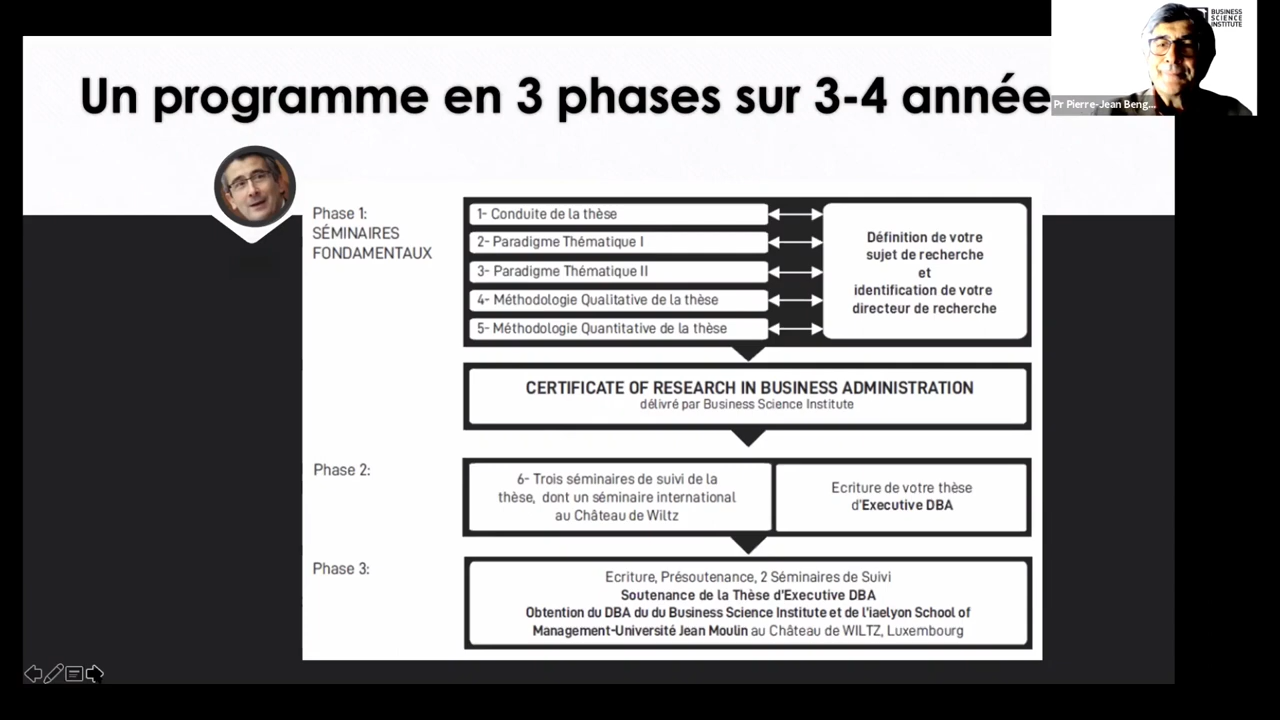 Un programme en 3 phases sur 3-4 année
BUSINESS
SCIENCE
INSTITUTE
Pr Pierre-Jean Beng...
Phase 1:
SÉMINAIRES
FONDAMENTAUX
1- Conduite de la thèse
2- Paradigme Thématique I
3- Paradigme Thématique II
4- Méthodologie Qualitative de la thèse
5- Méthodologie Quantitative de la thèse
Définition de votre
sujet de recherche
et
identification de votre
directeur de recherche
CERTIFICATE OF RESEARCH IN BUSINESS ADMINISTRATION
délivré par Business Science Institute
Phase 2:
6- Trois séminaires de suivi de la
thèse, dont un séminaire international
au Château de Wiltz
Ecriture de votre thèse
d'Executive DBA
Phase 3:
Ecriture, Présoutenance, 2 Séminaires de Suivi
Soutenance de la Thèse d'Executive DBA
Obtention du DBA du du Business Science Institute et de l'iaelyon School of
Management-Université Jean Moulin au Château de WILTZ, Luxembourg